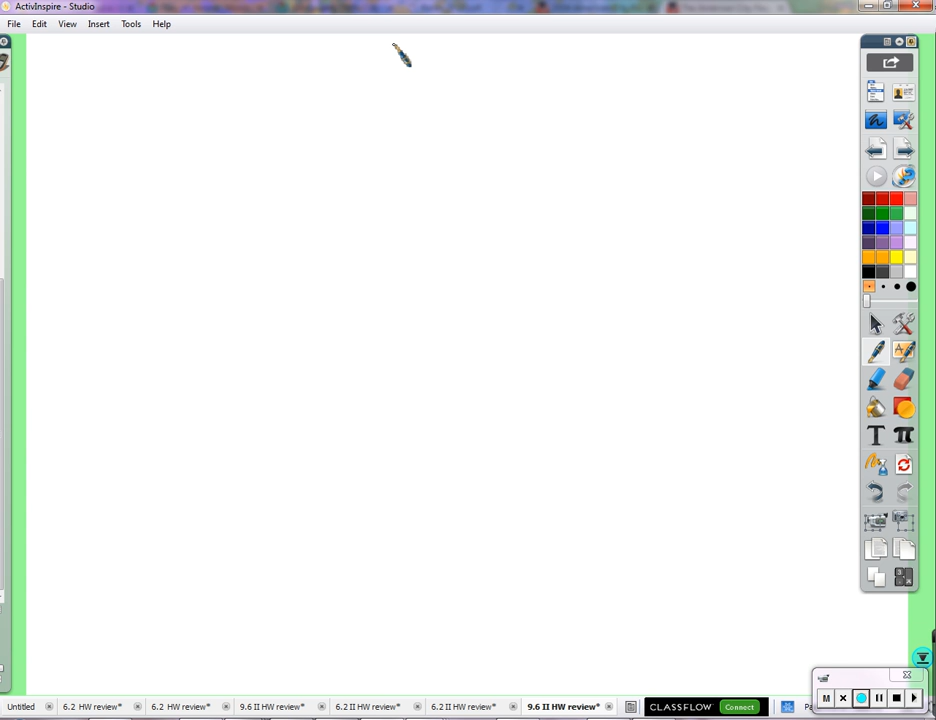 ActivInspire - Studio
File Edit View Insert Tools Help
T π
Untitled 6.2 HW review* 6.2 HW review* 9.6 II HW review* 6.2 II HW review* 6.2 II HW review* 9.6 II HW review* CLASSFLOW Connect
M